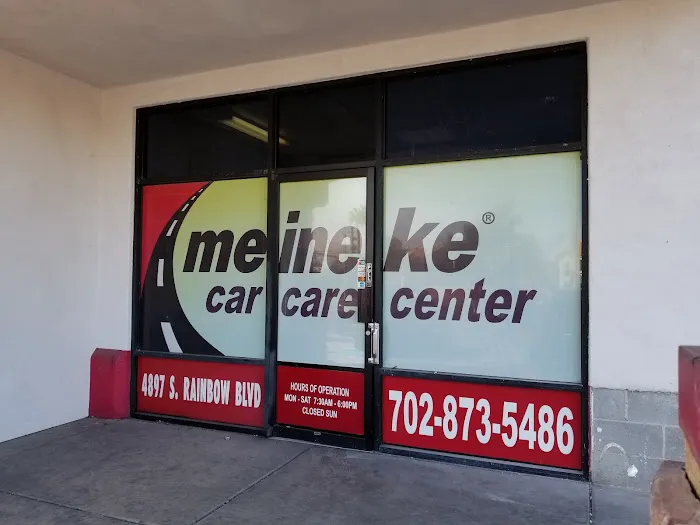 meineke®
car care center
4897 S. RAINBOW BLVD
HOURS OF OPERATION
MON - SAT 7:30AM - 6:00PM
CLOSED SUN
702-873-5486